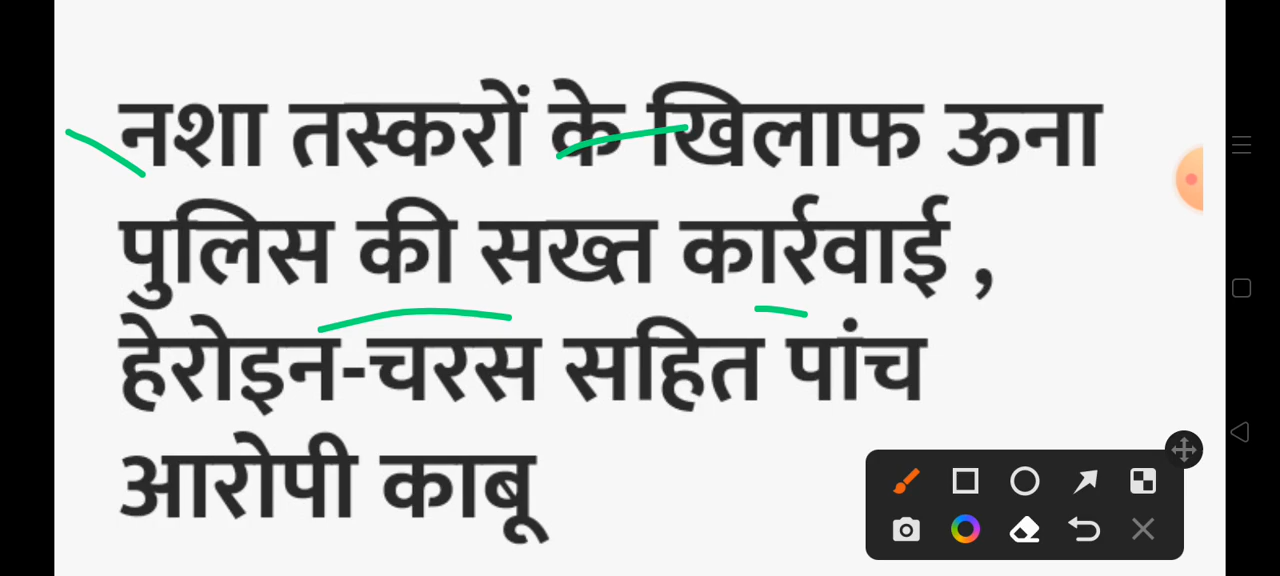 नशा तस्करों के खिलाफ ऊना
पुलिस की सख्त कार्रवाई ,
हेरोइन-चरस सहित पांच
आरोपी काबू